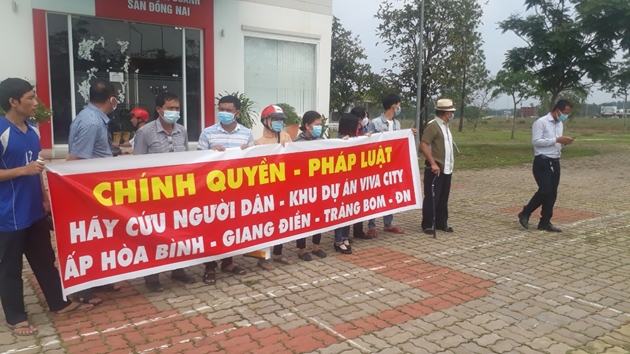 SÀN ĐỒNG NAI
CHÍNH QUYỀN - PHÁP LUẬT
HÃY CỨU NGƯỜI DÂN - KHU DỰ ÁN VIVA CITY
ẤP HÒA BÌNH - GIANG ĐIỀN - TRẢNG BOM - ĐN